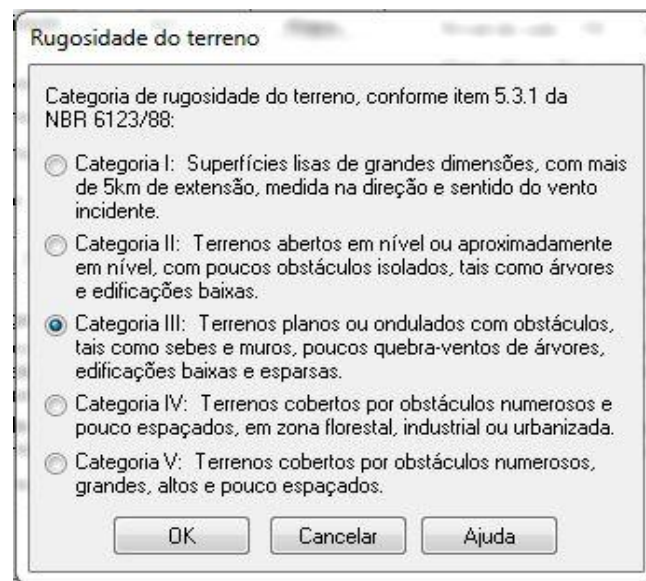 Rugosidade do terreno
Categoria de rugosidade do terreno, conforme item 5.3.1 da
NBR 6123/88:
Categoria I: Superfícies lisas de grandes dimensões, com mais
de 5km de extensão, medida na direção e sentido do vento
incidente.
Categoria II: Terrenos abertos em nível ou aproximadamente
em nível, com poucos obstáculos isolados, tais como árvores
e edificações baixas.
Categoria III: Terrenos planos ou ondulados com obstáculos,
tais como sebes e muros, poucos quebra-ventos de árvores,
edificações baixas e esparsas.
Categoria IV: Terrenos cobertos por obstáculos numerosos e
pouco espaçados, em zona florestal, industrial ou urbanizada.
Categoria V: Terrenos cobertos por obstáculos numerosos,
grandes, altos e pouco espaçados.
OK Cancelar Ajuda